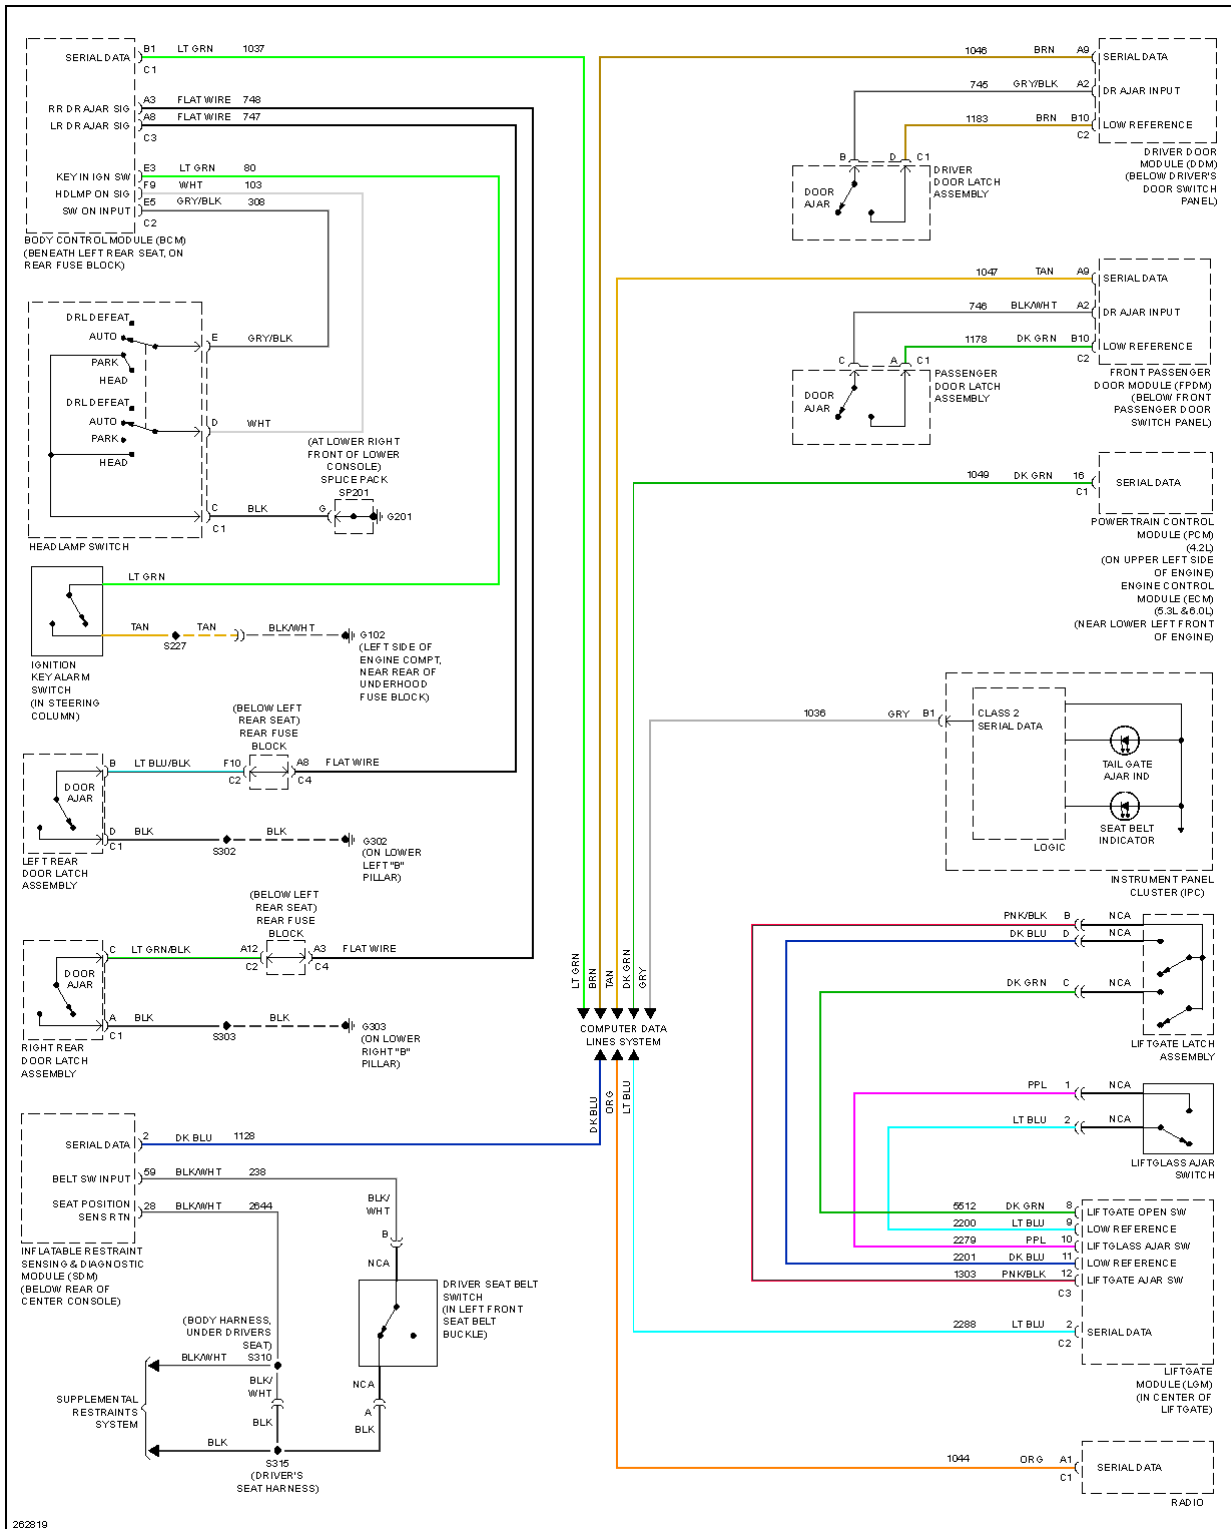 SERIAL DATA
B1 LT GRN 1037
C1
RR DR AJAR SIG
A3 FLAT WIRE 748
LR DR AJAR SIG
A8 FLAT WIRE 747
C3
KEY IN IGN SW
E3 LT GRN 80
HDLMP ON SIG
F9 WHT 103
SW ON INPUT
E5 GRY/BLK 308
C2
BODY CONTROL MODULE (BCM)
(BENEATH LEFT REAR SEAT, ON
REAR FUSE BLOCK)
DRL DEFEAT
AUTO
PARK
HEAD
E GRY/BLK
DRL DEFEAT
AUTO
PARK
HEAD
D WHT
(AT LOWER RIGHT
FRONT OF LOWER
CONSOLE)
SPLICE PACK
SP201
C BLK G G201
C1
HEADLAMP SWITCH
LT GRN
TAN TAN BLK/WHT G102
S227
(LEFT SIDE OF
ENGINE COMPT,
NEAR REAR OF
UNDERHOOD
FUSE BLOCK)
IGNITION
KEY ALARM
SWITCH
(IN STEERING
COLUMN)
(BELOW LEFT
REAR SEAT)
REAR FUSE
BLOCK
B LT BLU/BLK F10 A8 FLAT WIRE
C2 C4
DOOR
AJAR
D BLK BLK G302
C1 S302
(ON LOWER
LEFT "B"
PILLAR)
LEFT REAR
DOOR LATCH
ASSEMBLY
(BELOW LEFT
REAR SEAT)
REAR FUSE
BLOCK
C LT GRN/BLK A12 A3 FLAT WIRE
C2 C4
DOOR
AJAR
A BLK BLK G303
C1 S303
(ON LOWER
RIGHT "B"
PILLAR)
RIGHT REAR
DOOR LATCH
ASSEMBLY
SERIAL DATA
2 DK BLU 1128
BELT SW INPUT
59 BLK/WHT 238
SEAT POSITION
SENS RTN
28 BLK/WHT 2644
INFLATABLE RESTRAINT
SENSING & DIAGNOSTIC
MODULE (SDM)
(BELOW REAR OF
CENTER CONSOLE)
BLK/
WHT
B
NCA
DRIVER SEAT BELT
SWITCH
(IN LEFT FRONT
SEAT BELT
BUCKLE)
NCA
A
BLK
(BODY HARNESS,
UNDER DRIVERS
SEAT)
BLK/WHT S310
BLK/
WHT
BLK
SUPPLEMENTAL
RESTRAINTS
SYSTEM
BLK
S315
(DRIVER'S
SEAT HARNESS)
LT GRN
BRN
TAN
DK GRN
GRY
COMPUTER DATA
LINES SYSTEM
DK BLU
ORG
LT BLU
1046 BRN A9 SERIAL DATA
745 GRY/BLK A2 DR AJAR INPUT
1183 BRN B10 LOW REFERENCE
C2
DRIVER DOOR
MODULE (DDM)
(BELOW DRIVER'S
DOOR SWITCH
PANEL)
B D C1
DOOR
AJAR
DRIVER
DOOR LATCH
ASSEMBLY
1047 TAN A9 SERIAL DATA
746 BLK/WHT A2 DR AJAR INPUT
1178 DK GRN B10 LOW REFERENCE
C2
FRONT PASSENGER
DOOR MODULE (FPDM)
(BELOW FRONT
PASSENGER DOOR
SWITCH PANEL)
C A C1
DOOR
AJAR
PASSENGER
DOOR LATCH
ASSEMBLY
1049 DK GRN 16 SERIAL DATA
C1
POWERTRAIN CONTROL
MODULE (PCM)
(4.2L)
(ON UPPER LEFT SIDE
OF ENGINE)
ENGINE CONTROL
MODULE (ECM)
(5.3L & 6.0L)
(NEAR LOWER LEFT FRONT
OF ENGINE)
1036 GRY B1
CLASS 2
SERIAL DATA
TAILGATE
AJAR IND
SEAT BELT
INDICATOR
LOGIC
INSTRUMENT PANEL
CLUSTER (IPC)
PNK/BLK B NCA
DK BLU D NCA
DK GRN C NCA
LIFTGATE LATCH
ASSEMBLY
PPL 1 NCA
LT BLU 2 NCA
LIFTGLASS AJAR
SWITCH
5512 DK GRN 8 LIFTGATE OPEN SW
2200 LT BLU 9 LOW REFERENCE
2279 PPL 10 LIFTGLASS AJAR SW
2201 DK BLU 11 LOW REFERENCE
1303 PNK/BLK 12 LIFTGATE AJAR SW
C3
2288 LT BLU 2 SERIAL DATA
C2
LIFTGATE
MODULE (LGM)
(IN CENTER OF
LIFTGATE)
1044 ORG A1 SERIAL DATA
C1
RADIO
262819